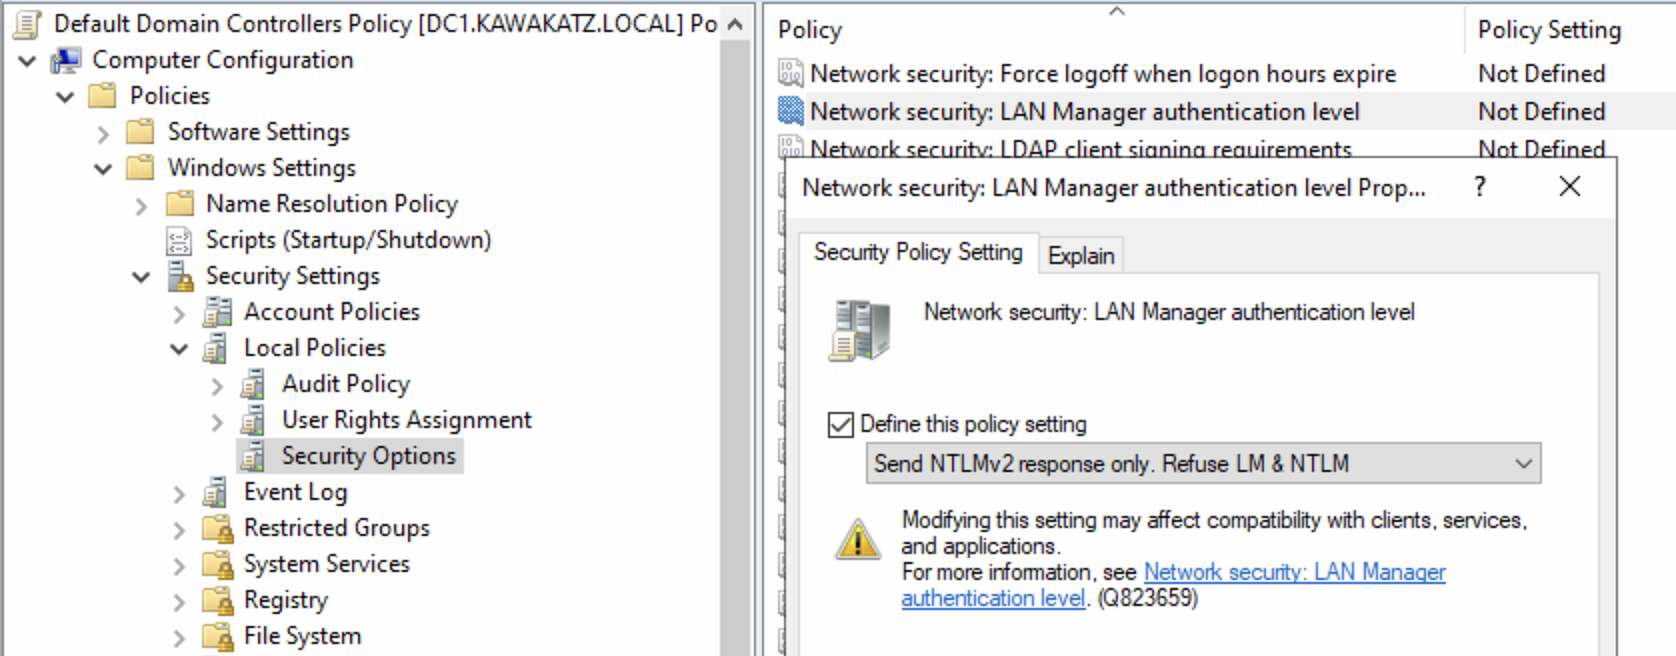 Default Domain Controllers Policy [DC1.KAWAKATZ.LOCAL] Po
Computer Configuration
Policies
Software Settings
Windows Settings
Name Resolution Policy
Scripts (Startup/Shutdown)
Security Settings
Account Policies
Local Policies
Audit Policy
User Rights Assignment
Security Options
Event Log
Restricted Groups
System Services
Registry
File System
Policy Policy Setting
Network security: Force logoff when logon hours expire Not Defined
Network security: LAN Manager authentication level Not Defined
Network security: LDAP client signing requirements Not Defined
Network security: LAN Manager authentication level Prop... ? 
Security Policy Setting Explain
Network security: LAN Manager authentication level
Define this policy setting
Send NTLMv2 response only. Refuse LM & NTLM
Modifying this setting may affect compatibility with clients, services,
and applications.
For more information, see Network security: LAN Manager
authentication level. (Q823659)